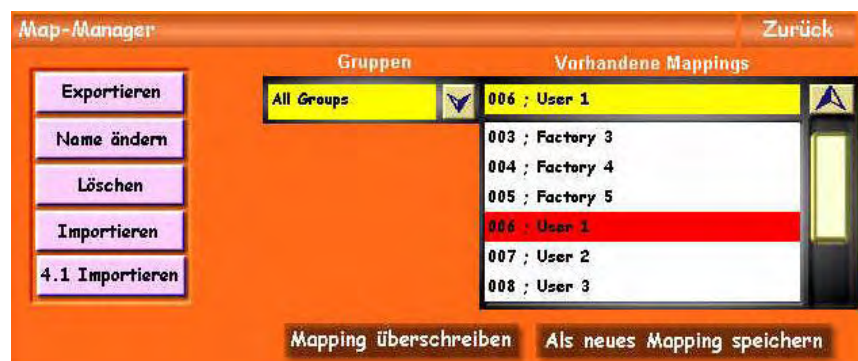 Map-Manager
Zurück
Gruppen
Vorhandene Mappings
Exportieren
Name ändern
Löschen
Importieren
4.1 Importieren
All Groups
006 ; User 1
003 ; Factory 3
004 ; Factory 4
005 ; Factory 5
006 ; User 1
007 ; User 2
008 ; User 3
Mapping überschreiben
Als neues Mapping speichern